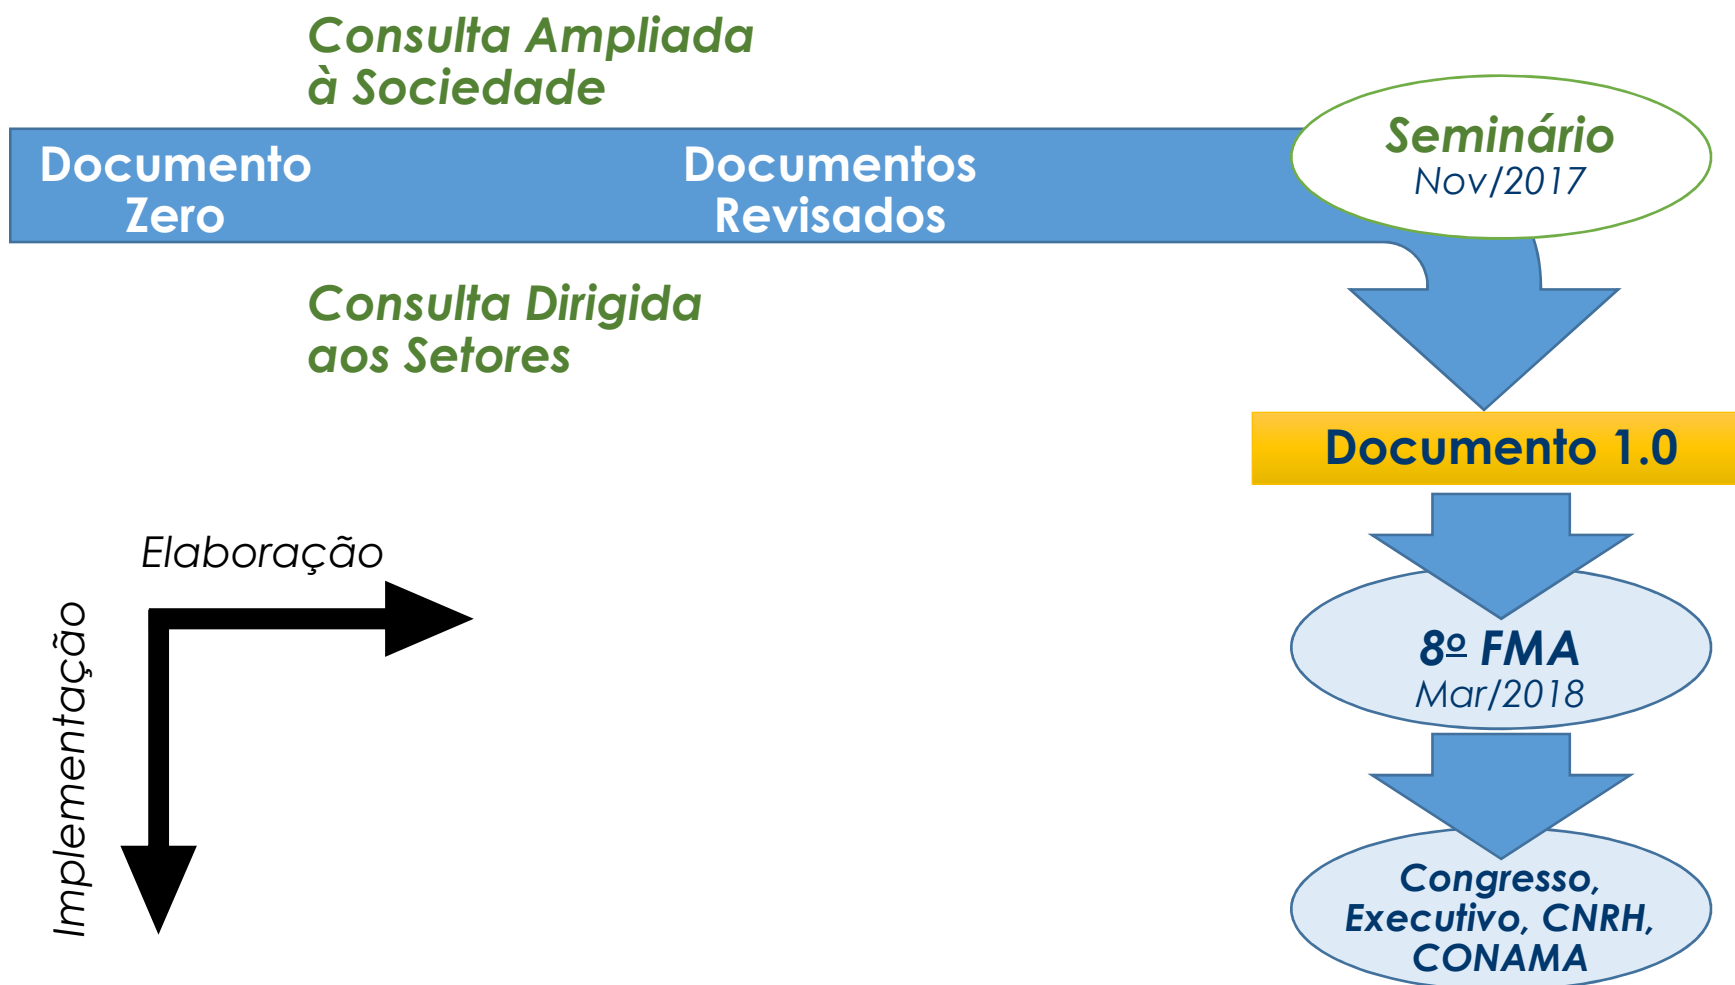 Consulta Ampliada
à Sociedade
Documento
Zero
Documentos
Revisados
Seminário
Nov/2017
Consulta Dirigida
aos Setores
Documento 1.0
Elaboração
Implementação
8º FMA
Mar/2018
Congresso,
Executivo, CNRH,
CONAMA